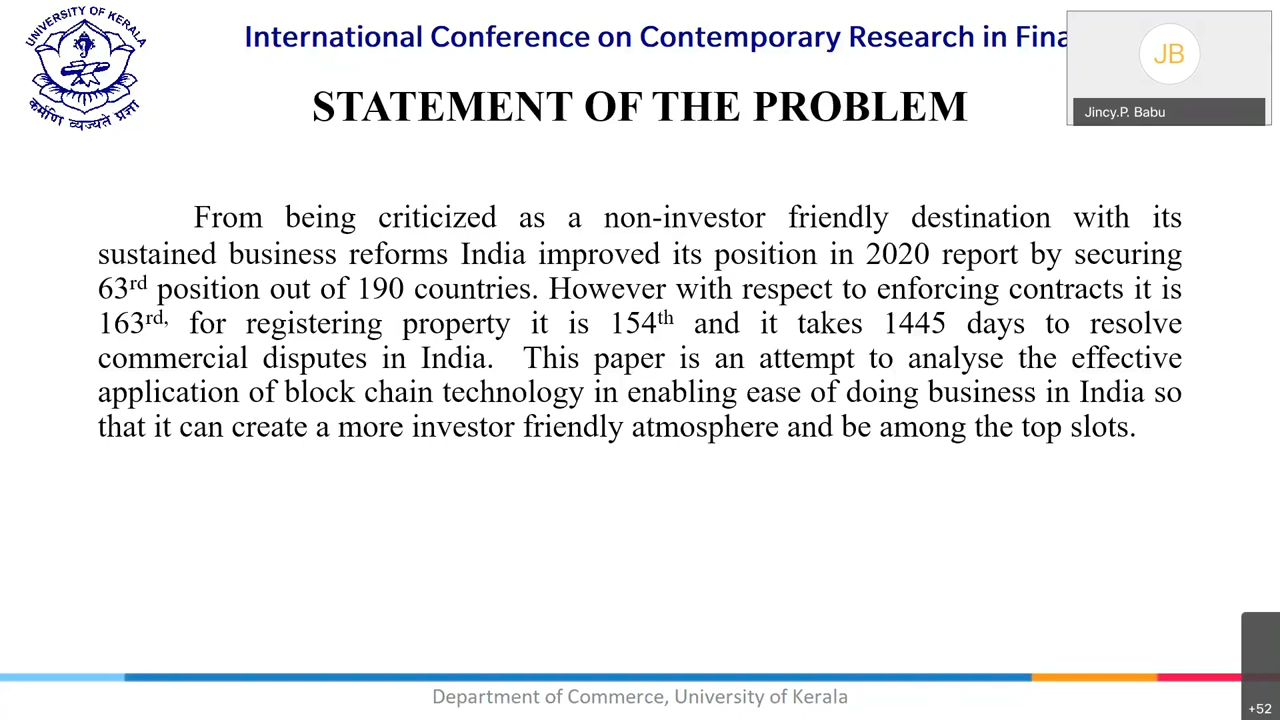 UNIVERSITY OF KERALA
कर्मणि व्यज्यते प्रज्ञा
International Conference on Contemporary Research in Fina
JB
Jincy.P. Babu
STATEMENT OF THE PROBLEM
From being criticized as a non-investor friendly destination with its
sustained business reforms India improved its position in 2020 report by securing
63rd position out of 190 countries. However with respect to enforcing contracts it is
163rd, for registering property it is 154th and it takes 1445 days to resolve
commercial disputes in India. This paper is an attempt to analyse the effective
application of block chain technology in enabling ease of doing business in India so
that it can create a more investor friendly atmosphere and be among the top slots.
Department of Commerce, University of Kerala
+52